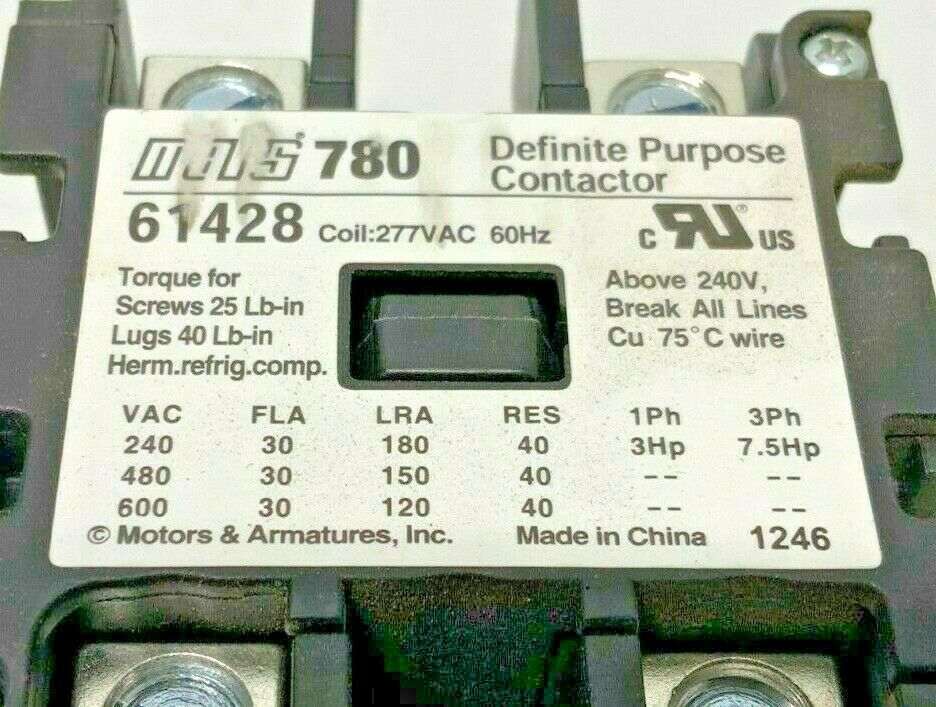 MARS® 780 Definite Purpose Contactor
61428 Coil:277VAC 60Hz
C RU® US
Torque for
Screws 25 Lb-in
Lugs 40 Lb-in
Herm.refrig.comp.
Above 240V,
Break All Lines
Cu 75°C wire
VAC FLA LRA RES 1Ph 3Ph
240 30 180 40 3Hp 7.5Hp
480 30 150 40 -- --
600 30 120 40 -- --
© Motors & Armatures, Inc. Made in China 1246